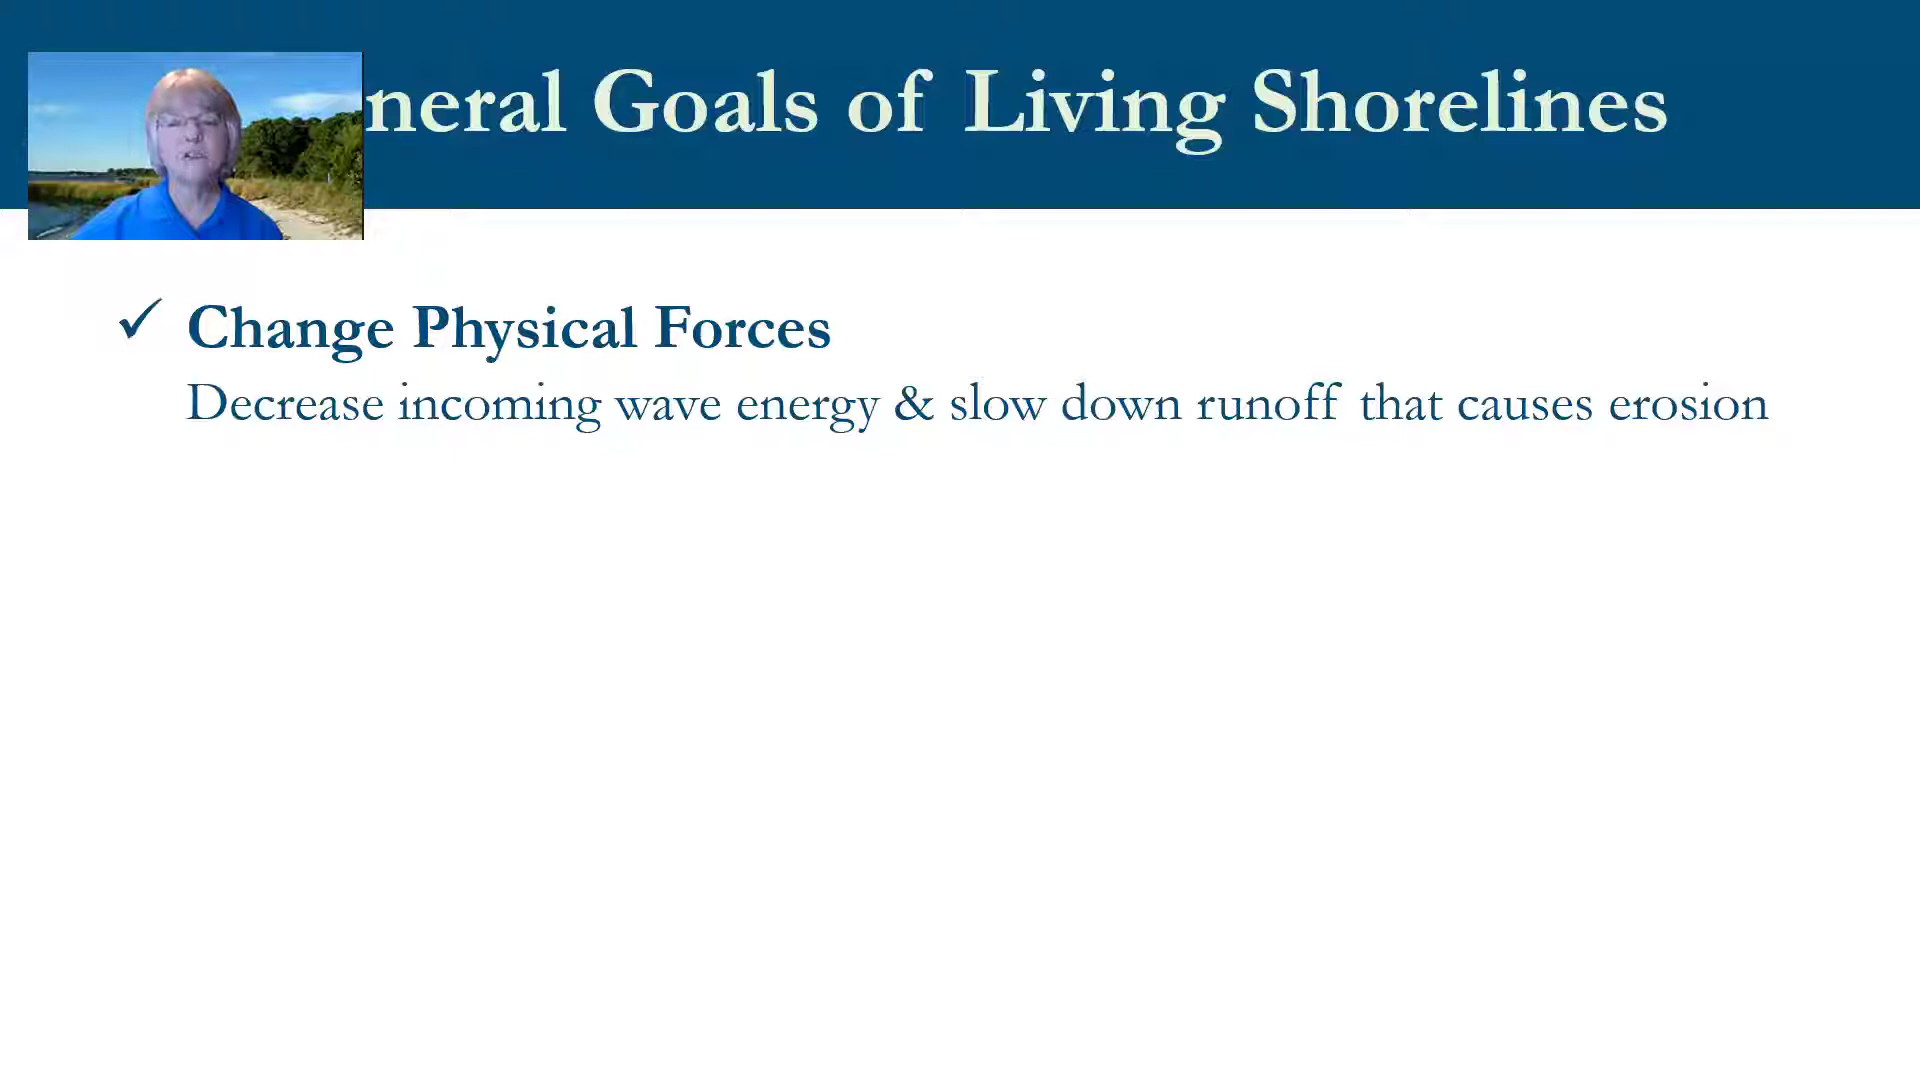 neral Goals of Living Shorelines
Change Physical Forces
Decrease incoming wave energy & slow down runoff that causes erosion